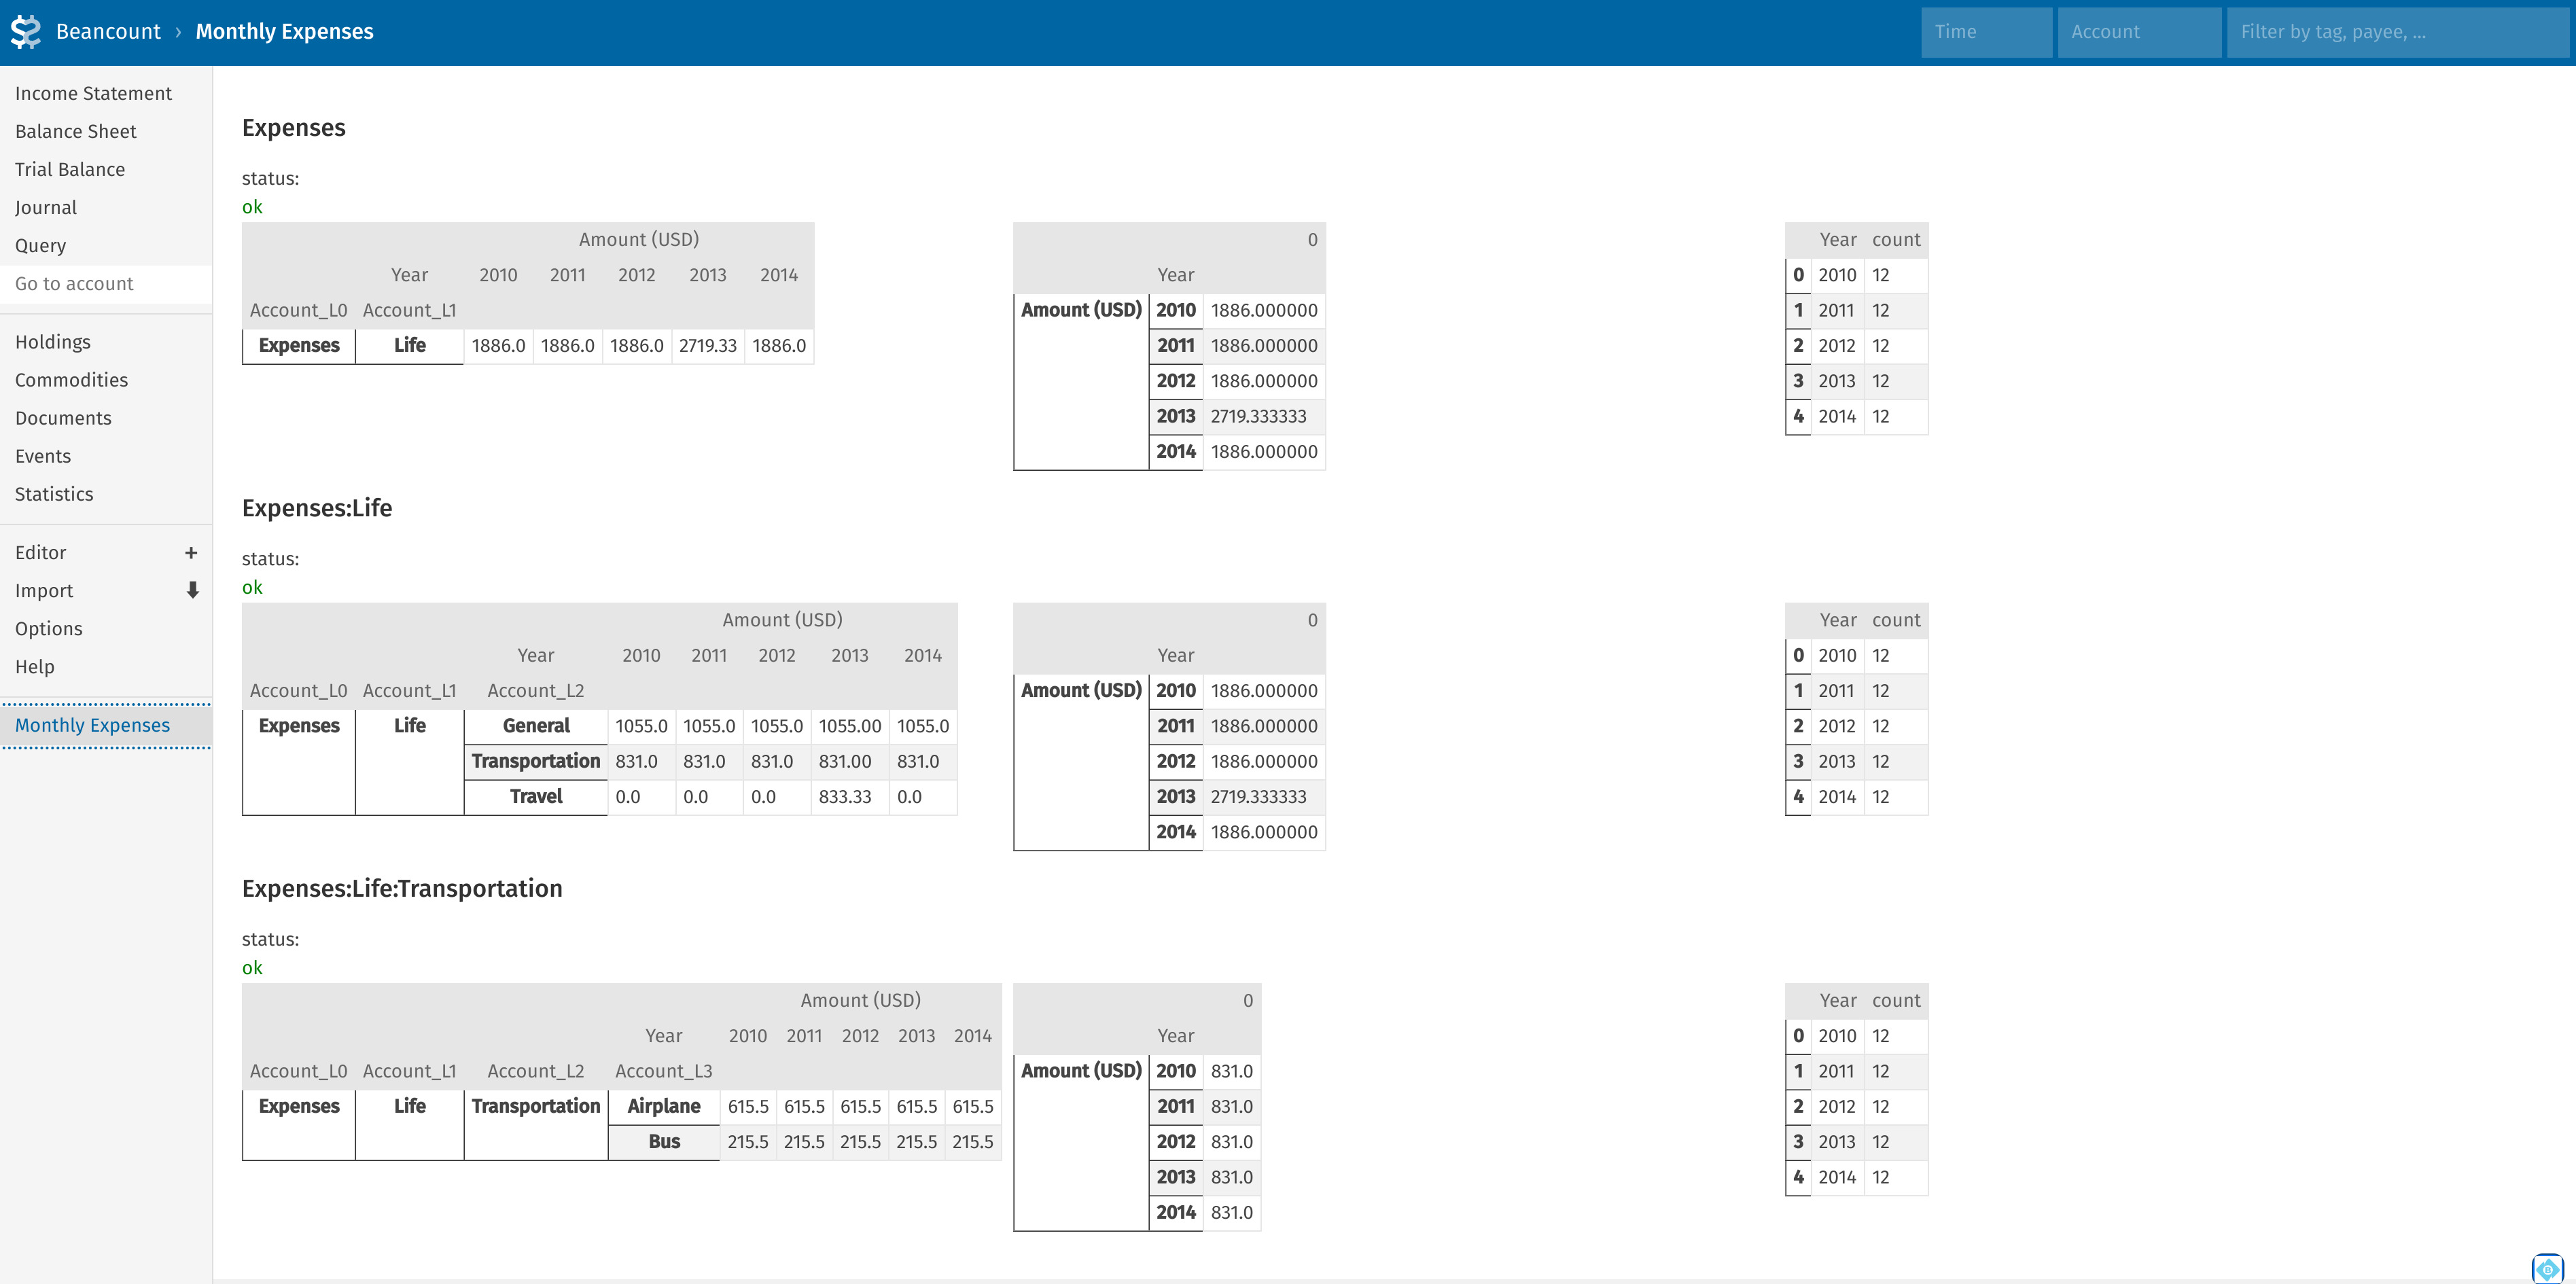 Beancount › Monthly Expenses
Time
Account
Filter by tag, payee, ...
Income Statement
Balance Sheet
Trial Balance
Journal
Query
Go to account
Holdings
Commodities
Documents
Events
Statistics
Editor +
Import
Options
Help
Monthly Expenses
Expenses
status:
ok
Amount (USD)
Year 2010 2011 2012 2013 2014
Account_L0 Account_L1
Expenses Life 1886.0 1886.0 1886.0 2719.33 1886.0
0
Year
Amount (USD) 2010 1886.000000
2011 1886.000000
2012 1886.000000
2013 2719.333333
2014 1886.000000
Year count
0 2010 12
1 2011 12
2 2012 12
3 2013 12
4 2014 12
Expenses:Life
status:
ok
Amount (USD)
Year 2010 2011 2012 2013 2014
Account_L0 Account_L1 Account_L2
Expenses Life General 1055.0 1055.0 1055.0 1055.00 1055.0
Transportation 831.0 831.0 831.0 831.00 831.0
Travel 0.0 0.0 0.0 833.33 0.0
0
Year
Amount (USD) 2010 1886.000000
2011 1886.000000
2012 1886.000000
2013 2719.333333
2014 1886.000000
Year count
0 2010 12
1 2011 12
2 2012 12
3 2013 12
4 2014 12
Expenses:Life:Transportation
status:
ok
Amount (USD)
Year 2010 2011 2012 2013 2014
Account_L0 Account_L1 Account_L2 Account_L3
Expenses Life Transportation Airplane 615.5 615.5 615.5 615.5 615.5
Bus 215.5 215.5 215.5 215.5 215.5
0
Year
Amount (USD) 2010 831.0
2011 831.0
2012 831.0
2013 831.0
2014 831.0
Year count
0 2010 12
1 2011 12
2 2012 12
3 2013 12
4 2014 12